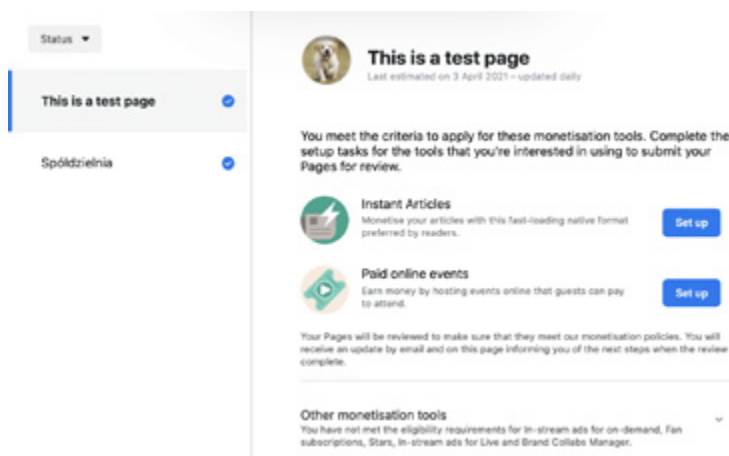 Status
This is a test page
Spółdzielnia
This is a test page
Last estimated on 3 April 2021 – updated daily
You meet the criteria to apply for these monetisation tools. Complete the
setup tasks for the tools that you're interested in using to submit your
Pages for review.
Instant Articles
Monetise your articles with this fast-loading native format
preferred by readers.
Set up
Paid online events
Earn money by hosting events online that guests can pay
to attend.
Set up
Your Pages will be reviewed to make sure that they meet our monetisation policies. You will
receive an update by email and on this page informing you of the next steps when the review
complete.
Other monetisation tools
You have not met the eligibility requirements for In-stream ads for on-demand, Fan
subscriptions, Stars, In-stream ads for Live and Brand Collabs Manager.